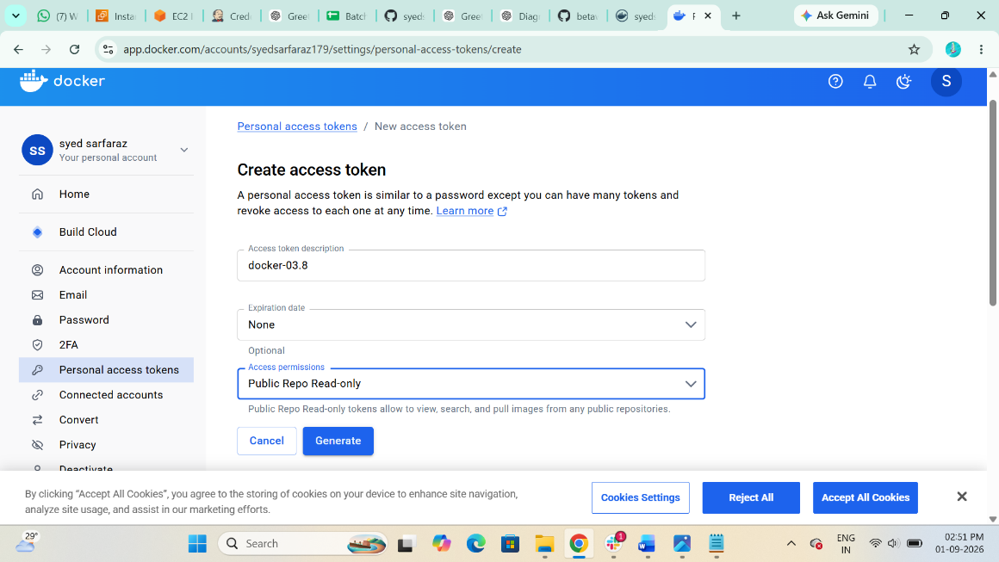 (7) W
Insta
EC2 I
Cred
Greet
Batch
syeds
Greet
Diag
betav
syeds
Ask Gemini
app.docker.com/accounts/syedsarfaraz179/settings/personal-access-tokens/create
docker
S
SS
syed sarfaraz
Your personal account
Home
Build Cloud
Account information
Email
Password
2FA
Personal access tokens
Connected accounts
Convert
Privacy
Deactivate
Personal access tokens / New access token
Create access token
A personal access token is similar to a password except you can have many tokens and
revoke access to each one at any time. Learn more
Access token description
docker-03.8
Expiration date
None
Optional
Access permissions
Public Repo Read-only
Public Repo Read-only tokens allow to view, search, and pull images from any public repositories.
Cancel
Generate
By clicking “Accept All Cookies”, you agree to the storing of cookies on your device to enhance site navigation,
analyze site usage, and assist in our marketing efforts.
Cookies Settings
Reject All
Accept All Cookies
29°
Search
1
ENG
IN
02:51 PM
01-09-2026